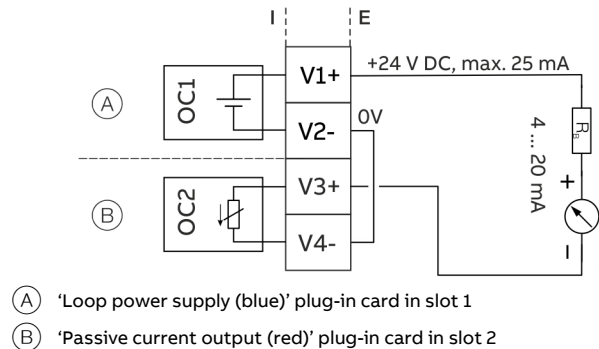 I E
OC1
V1+
+24 V DC, max. 25 mA
A
V2-
0V
R_B
4 ... 20 mA
OC2
V3+
+
B
V4-
–
A 'Loop power supply (blue)' plug-in card in slot 1
B 'Passive current output (red)' plug-in card in slot 2